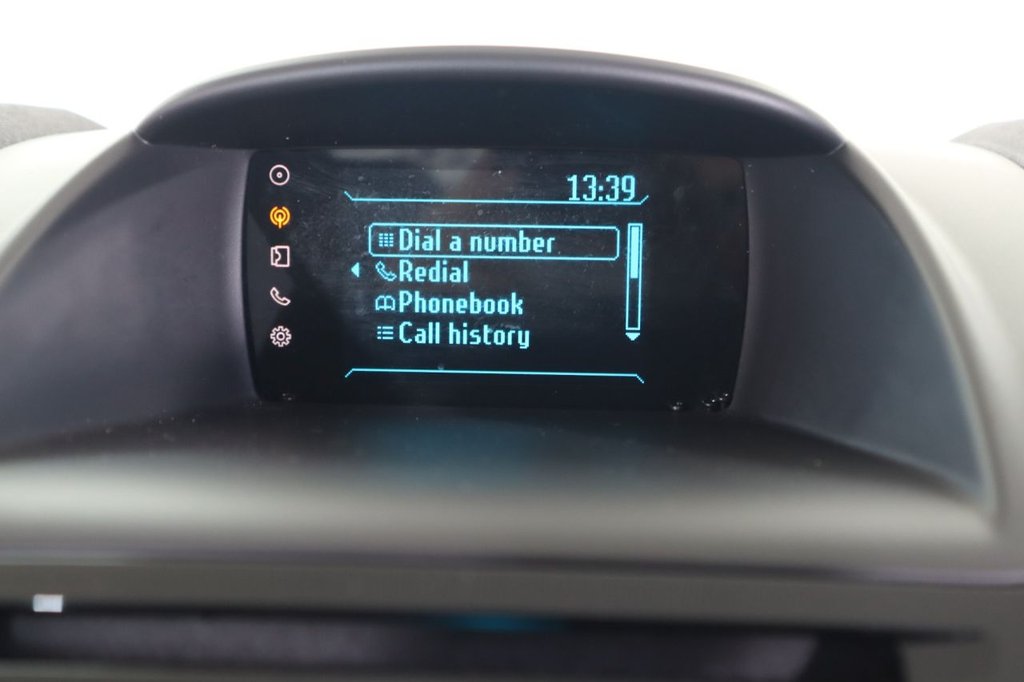 13:39
Dial a number
Redial
Phonebook
Call history